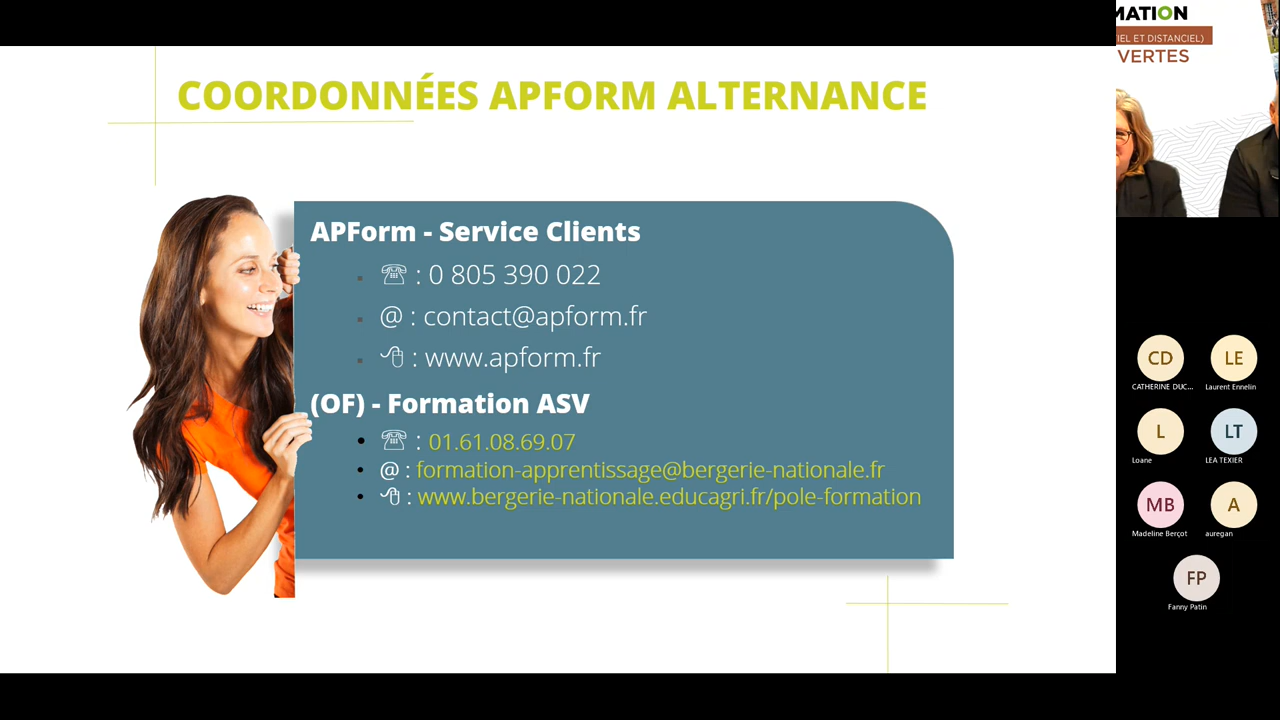 COORDONNÉES APFORM ALTERNANCE
APForm - Service Clients
☏ : 0 805 390 022
@ : contact@apform.fr
🖰 : www.apform.fr
(OF) - Formation ASV
☏ : 01.61.08.69.07
@ : formation-apprentissage@bergerie-nationale.fr
🖰 : www.bergerie-nationale.educagri.fr/pole-formation
MATION
IEL ET DISTANCIEL)
VERTES
CD
CATHERINE DUC...
LE
Laurent Ennelin
L
Loane
LT
LEA TEXIER
MB
Madeline Berçot
A
auregan
FP
Fanny Patin